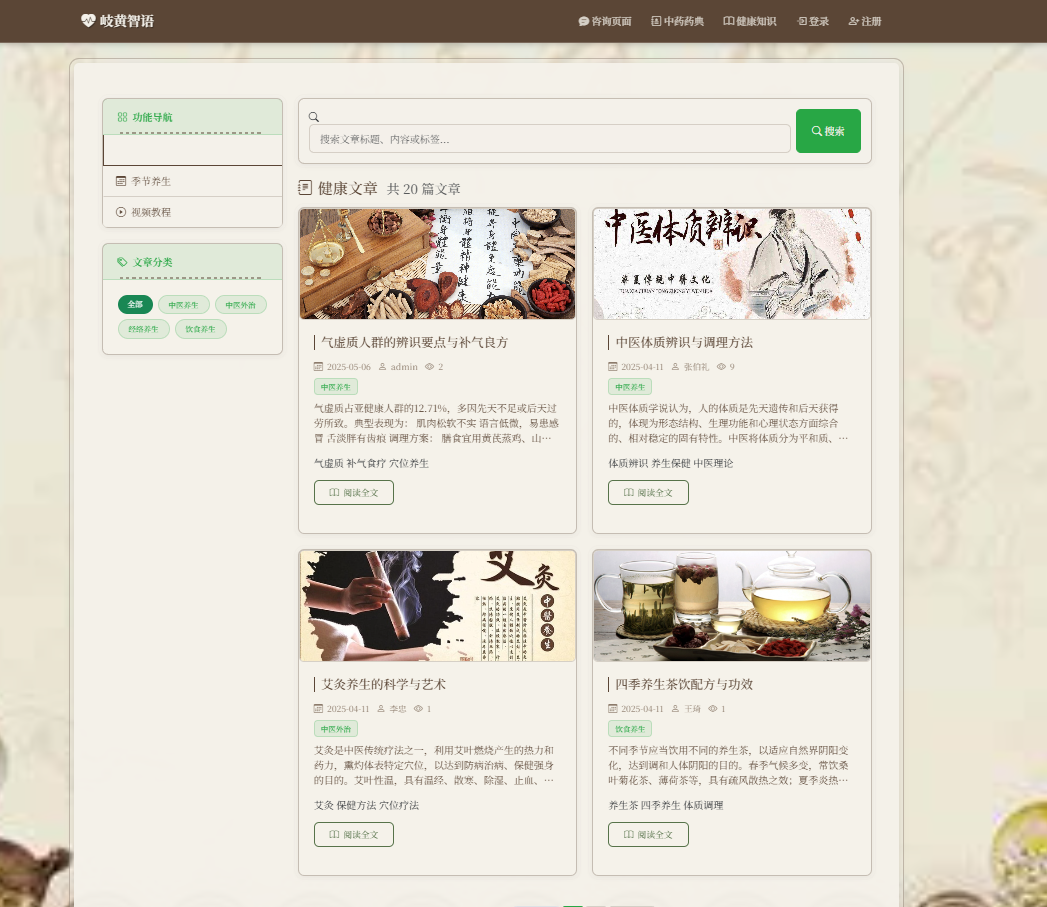 岐黄智语
咨询页面 中药药典 健康知识 登录 注册
功能导航
季节养生
视频教程
文章分类
全部 中医养生 中医外治
经络养生 饮食养生
搜索文章标题、内容或标签...
搜索
健康文章 共 20 篇文章
气虚质人群的辨识要点与补气良方
2025-05-06 admin 2
中医养生
气虚质占亚健康人群的12.71%，多因先天不足或后天过
劳所致。典型表现为： 肌肉松软不实 语言低微，易患感
冒 舌淡胖有齿痕 调理方案： 膳食宜用黄芪蒸鸡、山…
气虚质 补气食疗 穴位养生
阅读全文
中医体质辨识
华夏传统中医文化
中医体质辨识与调理方法
2025-04-11 张伯礼 9
中医养生
中医体质学说认为，人的体质是先天遗传和后天获得
的，体现为形态结构、生理功能和心理状态方面综合
的、相对稳定的固有特性。中医将体质分为平和质、…
体质辨识 养生保健 中医理论
阅读全文
艾灸
中醫养生
艾灸养生的科学与艺术
2025-04-11 李忠 1
中医外治
艾灸是中医传统疗法之一，利用艾叶燃烧产生的热力和
药力，熏灼体表特定穴位，以达到防病治病、保健强身
的目的。艾叶性温，具有温经、散寒、除湿、止血、…
艾灸 保健方法 穴位疗法
阅读全文
四季养生茶饮配方与功效
2025-04-11 王琦 1
饮食养生
不同季节应当饮用不同的养生茶，以适应自然界阴阳变
化，达到调和人体阴阳的目的。春季气候多变，常饮桑
叶菊花茶、薄荷茶等，具有疏风散热之效；夏季炎热…
养生茶 四季养生 体质调理
阅读全文